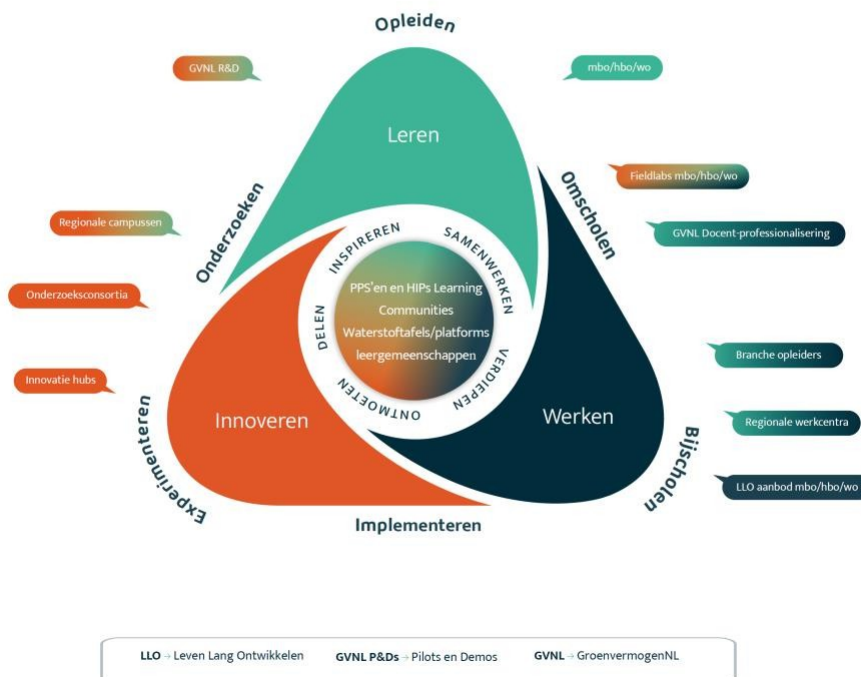 Opleiden
GVNL R&D
mbo/hbo/wo
Leren
Fieldlabs mbo/hbo/wo
Onderzoeken
Omscholen
Regionale campussen
GVNL Docent-professionalisering
INSPIREREN
SAMENWERKEN
PPS'en en HIPs Learning
Communities
Waterstoftafels/platforms
leergemeenschappen
DELEN
VERDIEPEN
ONTMOETEN
Onderzoeksconsortia
Branche opleiders
Innovatie hubs
Innoveren
Werken
Regionale werkcentra
Experimenteren
Bijscholen
LLO aanbod mbo/hbo/wo
Implementeren
LLO → Leven Lang Ontwikkelen GVNL P&Ds → Pilots en Demos GVNL → GroenvermogenNL